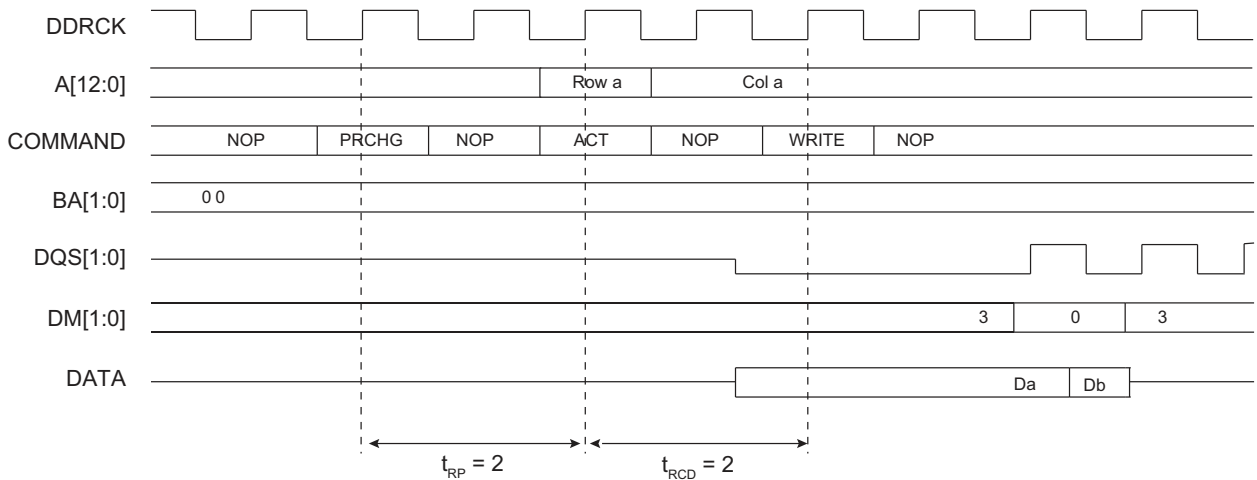 DDRCK
A[12:0] Row a Col a
COMMAND NOP PRCHG NOP ACT NOP WRITE NOP
BA[1:0] 0 0
DQS[1:0]
DM[1:0] 3 0 3
DATA Da Db
tRP = 2 tRCD = 2